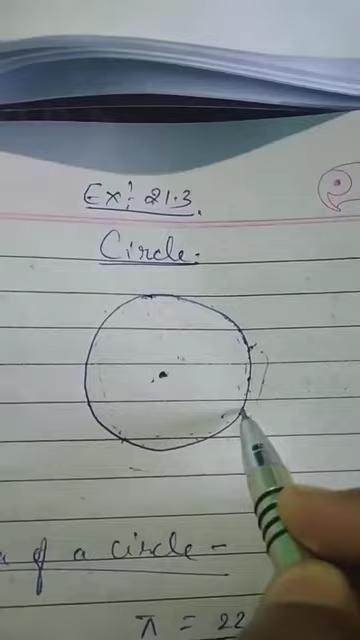 Ex:- 21.3.
Circle:
of a circle -
π = 22